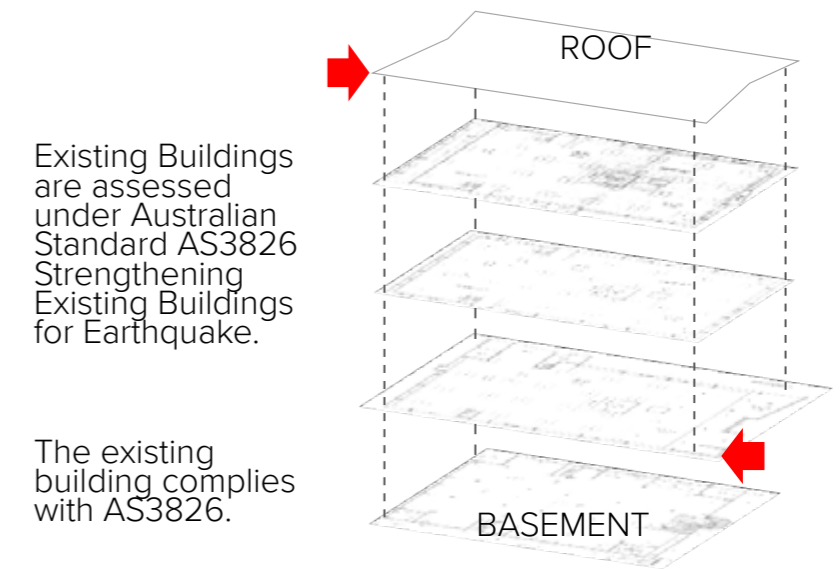 ROOF
Existing Buildings
are assessed
under Australian
Standard AS3826
Strengthening
Existing Buildings
for Earthquake.
The existing
building complies
with AS3826.
BASEMENT